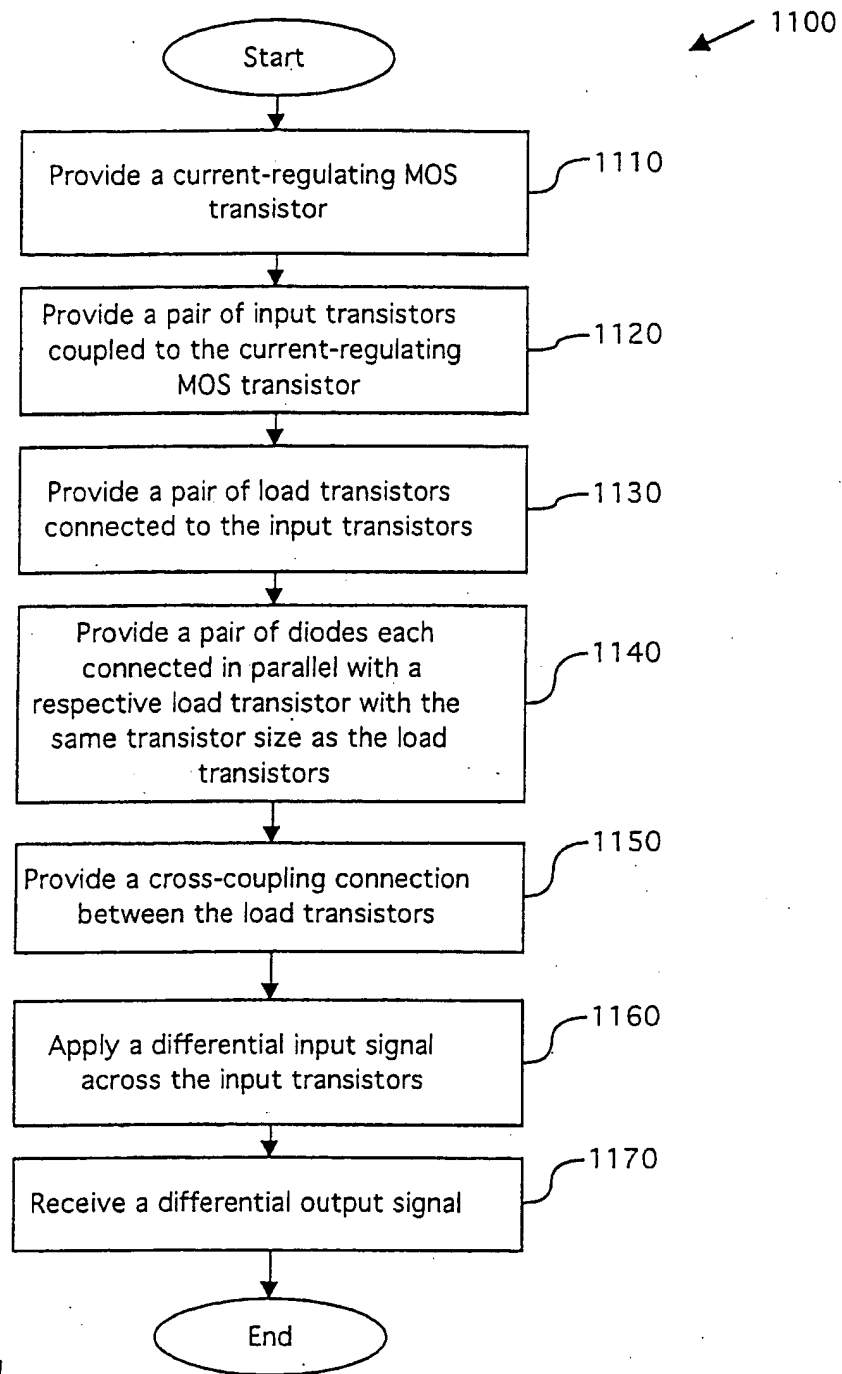 1100
Start
Provide a current-regulating MOS
transistor
1110
Provide a pair of input transistors
coupled to the current-regulating
MOS transistor
1120
Provide a pair of load transistors
connected to the input transistors
1130
Provide a pair of diodes each
connected in parallel with a
respective load transistor with the
same transistor size as the load
transistors
1140
Provide a cross-coupling connection
between the load transistors
1150
Apply a differential input signal
across the input transistors
1160
Receive a differential output signal
1170
End